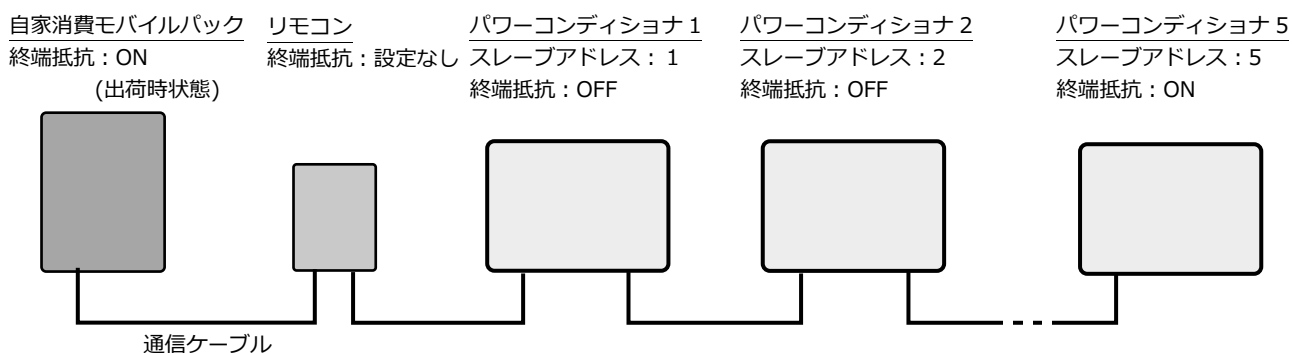 自家消費モバイルパック
終端抵抗：ON
(出荷時状態)
リモコン
終端抵抗：設定なし
パワーコンディショナ1
スレーブアドレス：1
終端抵抗：OFF
パワーコンディショナ2
スレーブアドレス：2
終端抵抗：OFF
パワーコンディショナ5
スレーブアドレス：5
終端抵抗：ON
通信ケーブル